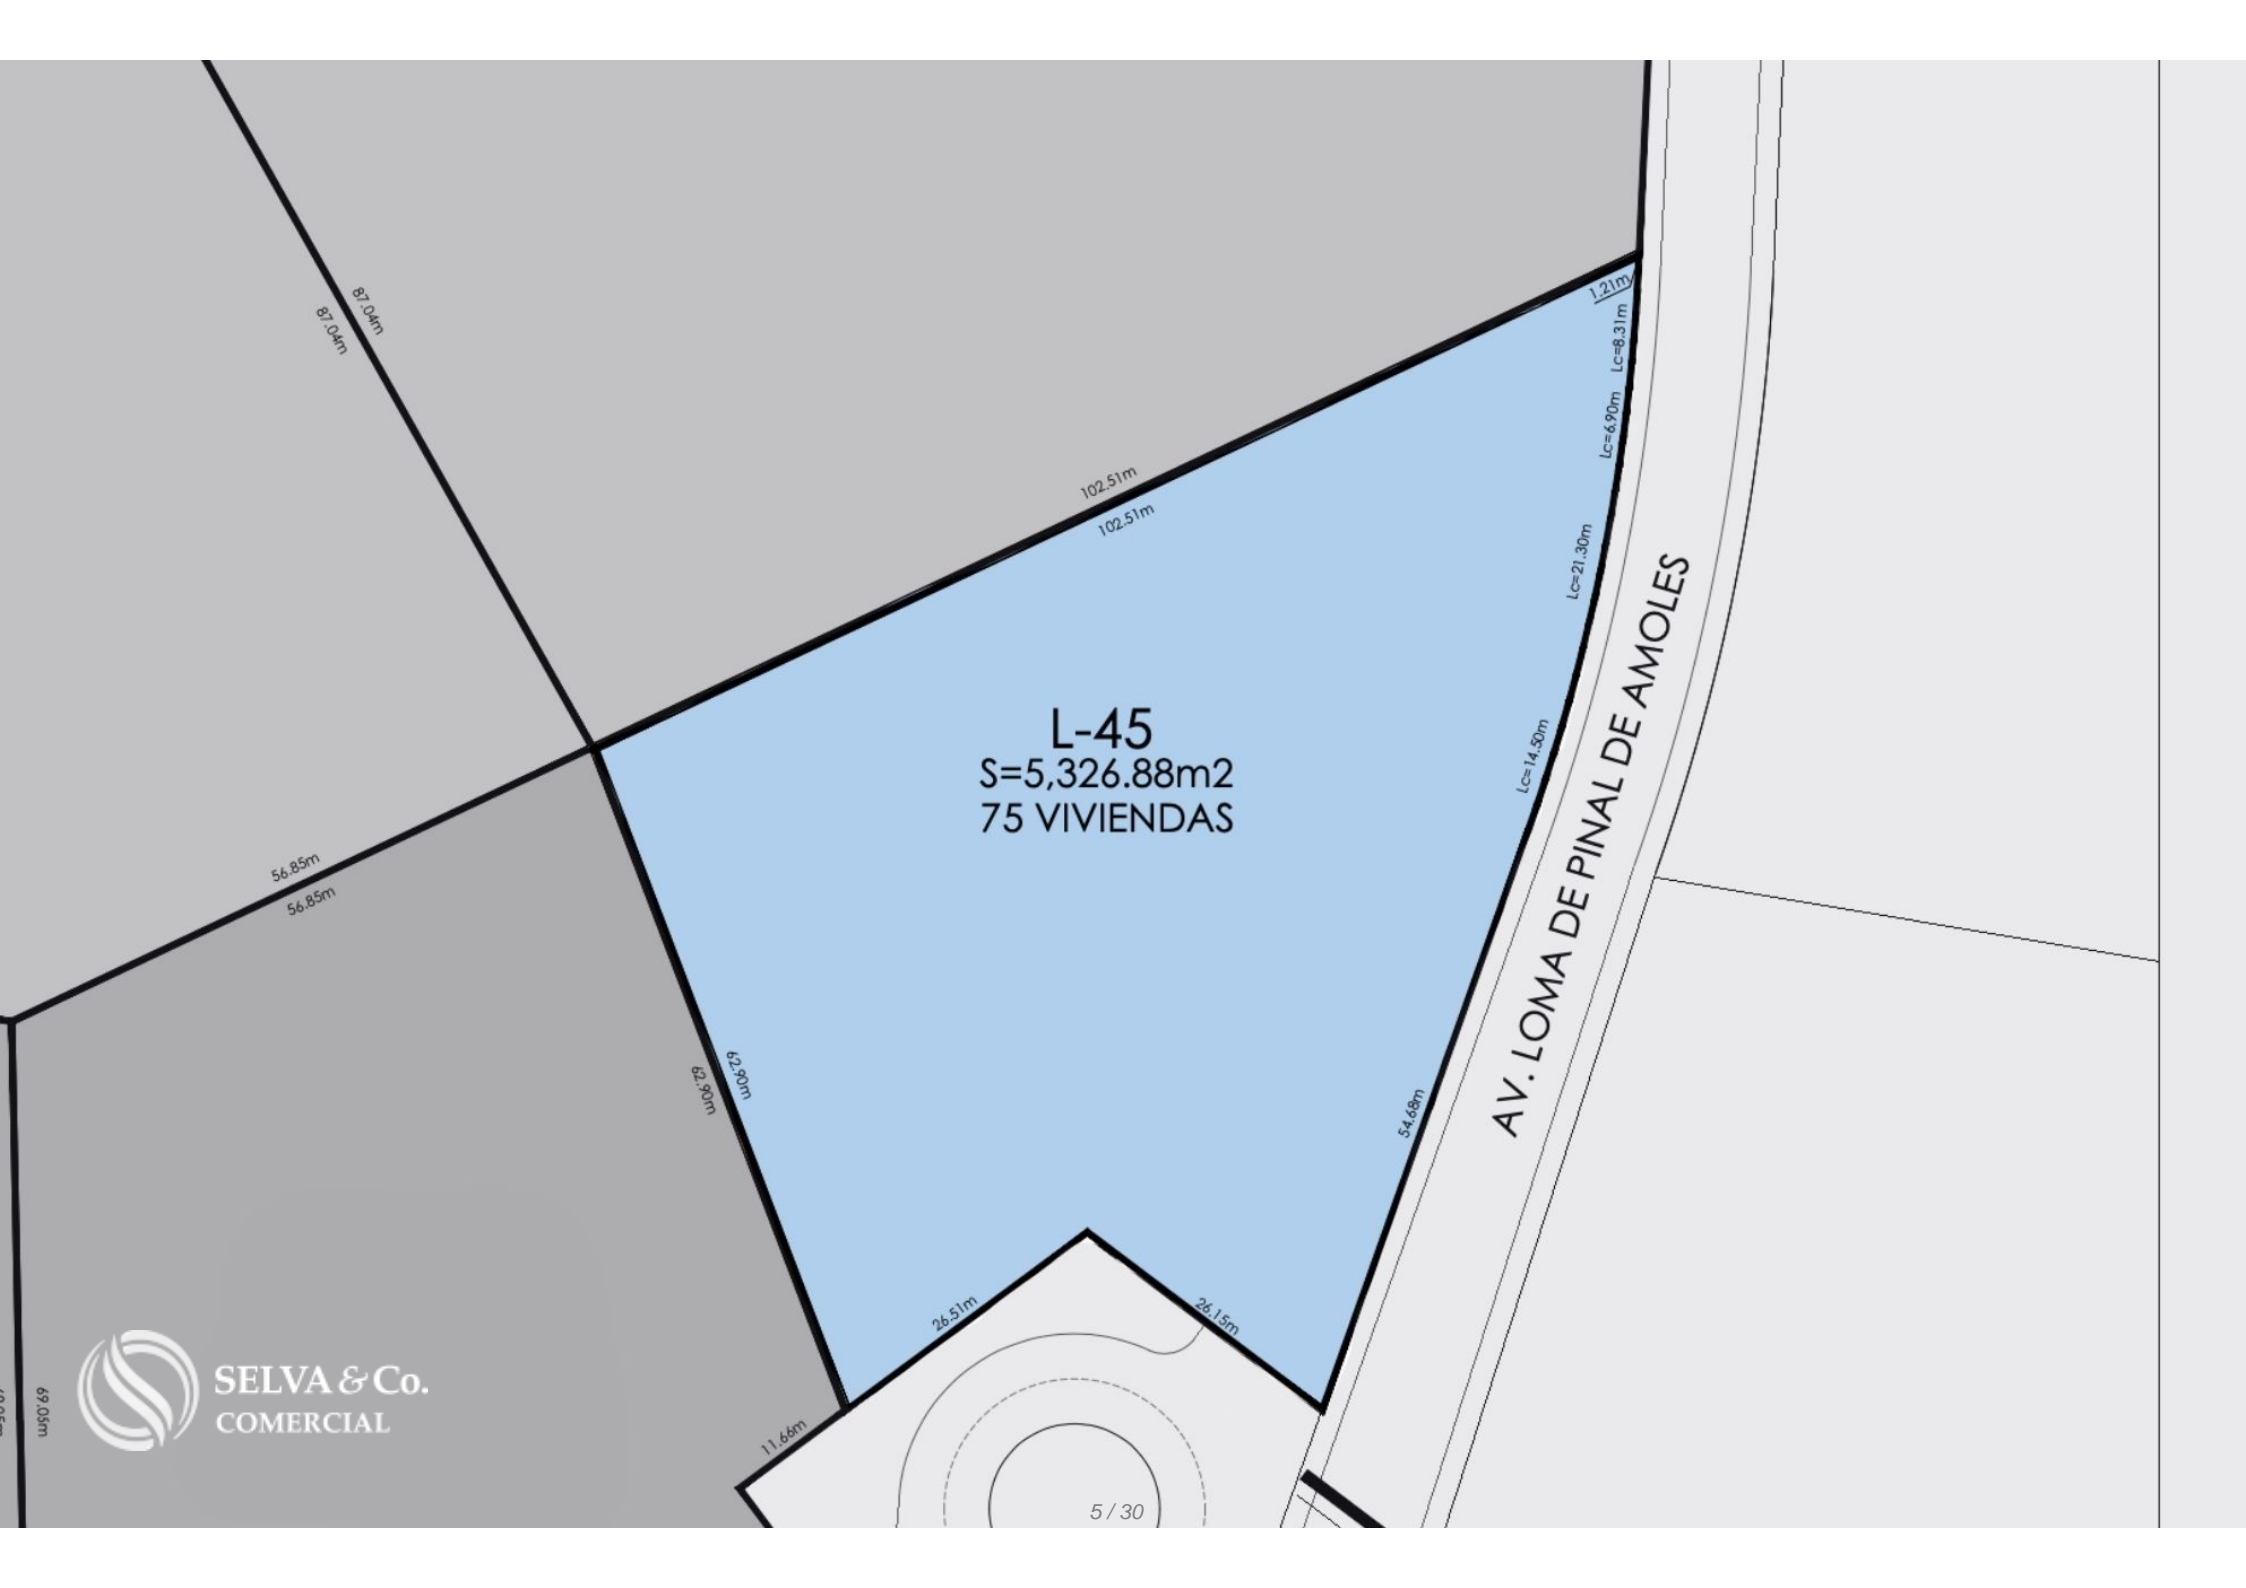 87.04m
87.04m
1.21m
Lc=8.31m
Lc=6.90m
102.51m
102.51m
Lc=21.30m
L-45
S=5,326.88m2
75 VIVIENDAS
Lc=14.50m
AV. LOMA DE PINAL DE AMOLES
56.85m
56.85m
62.90m
62.90m
54.68m
26.51m
26.15m
11.66m
69.05m
SELVA & Co.
COMERCIAL
5 / 30